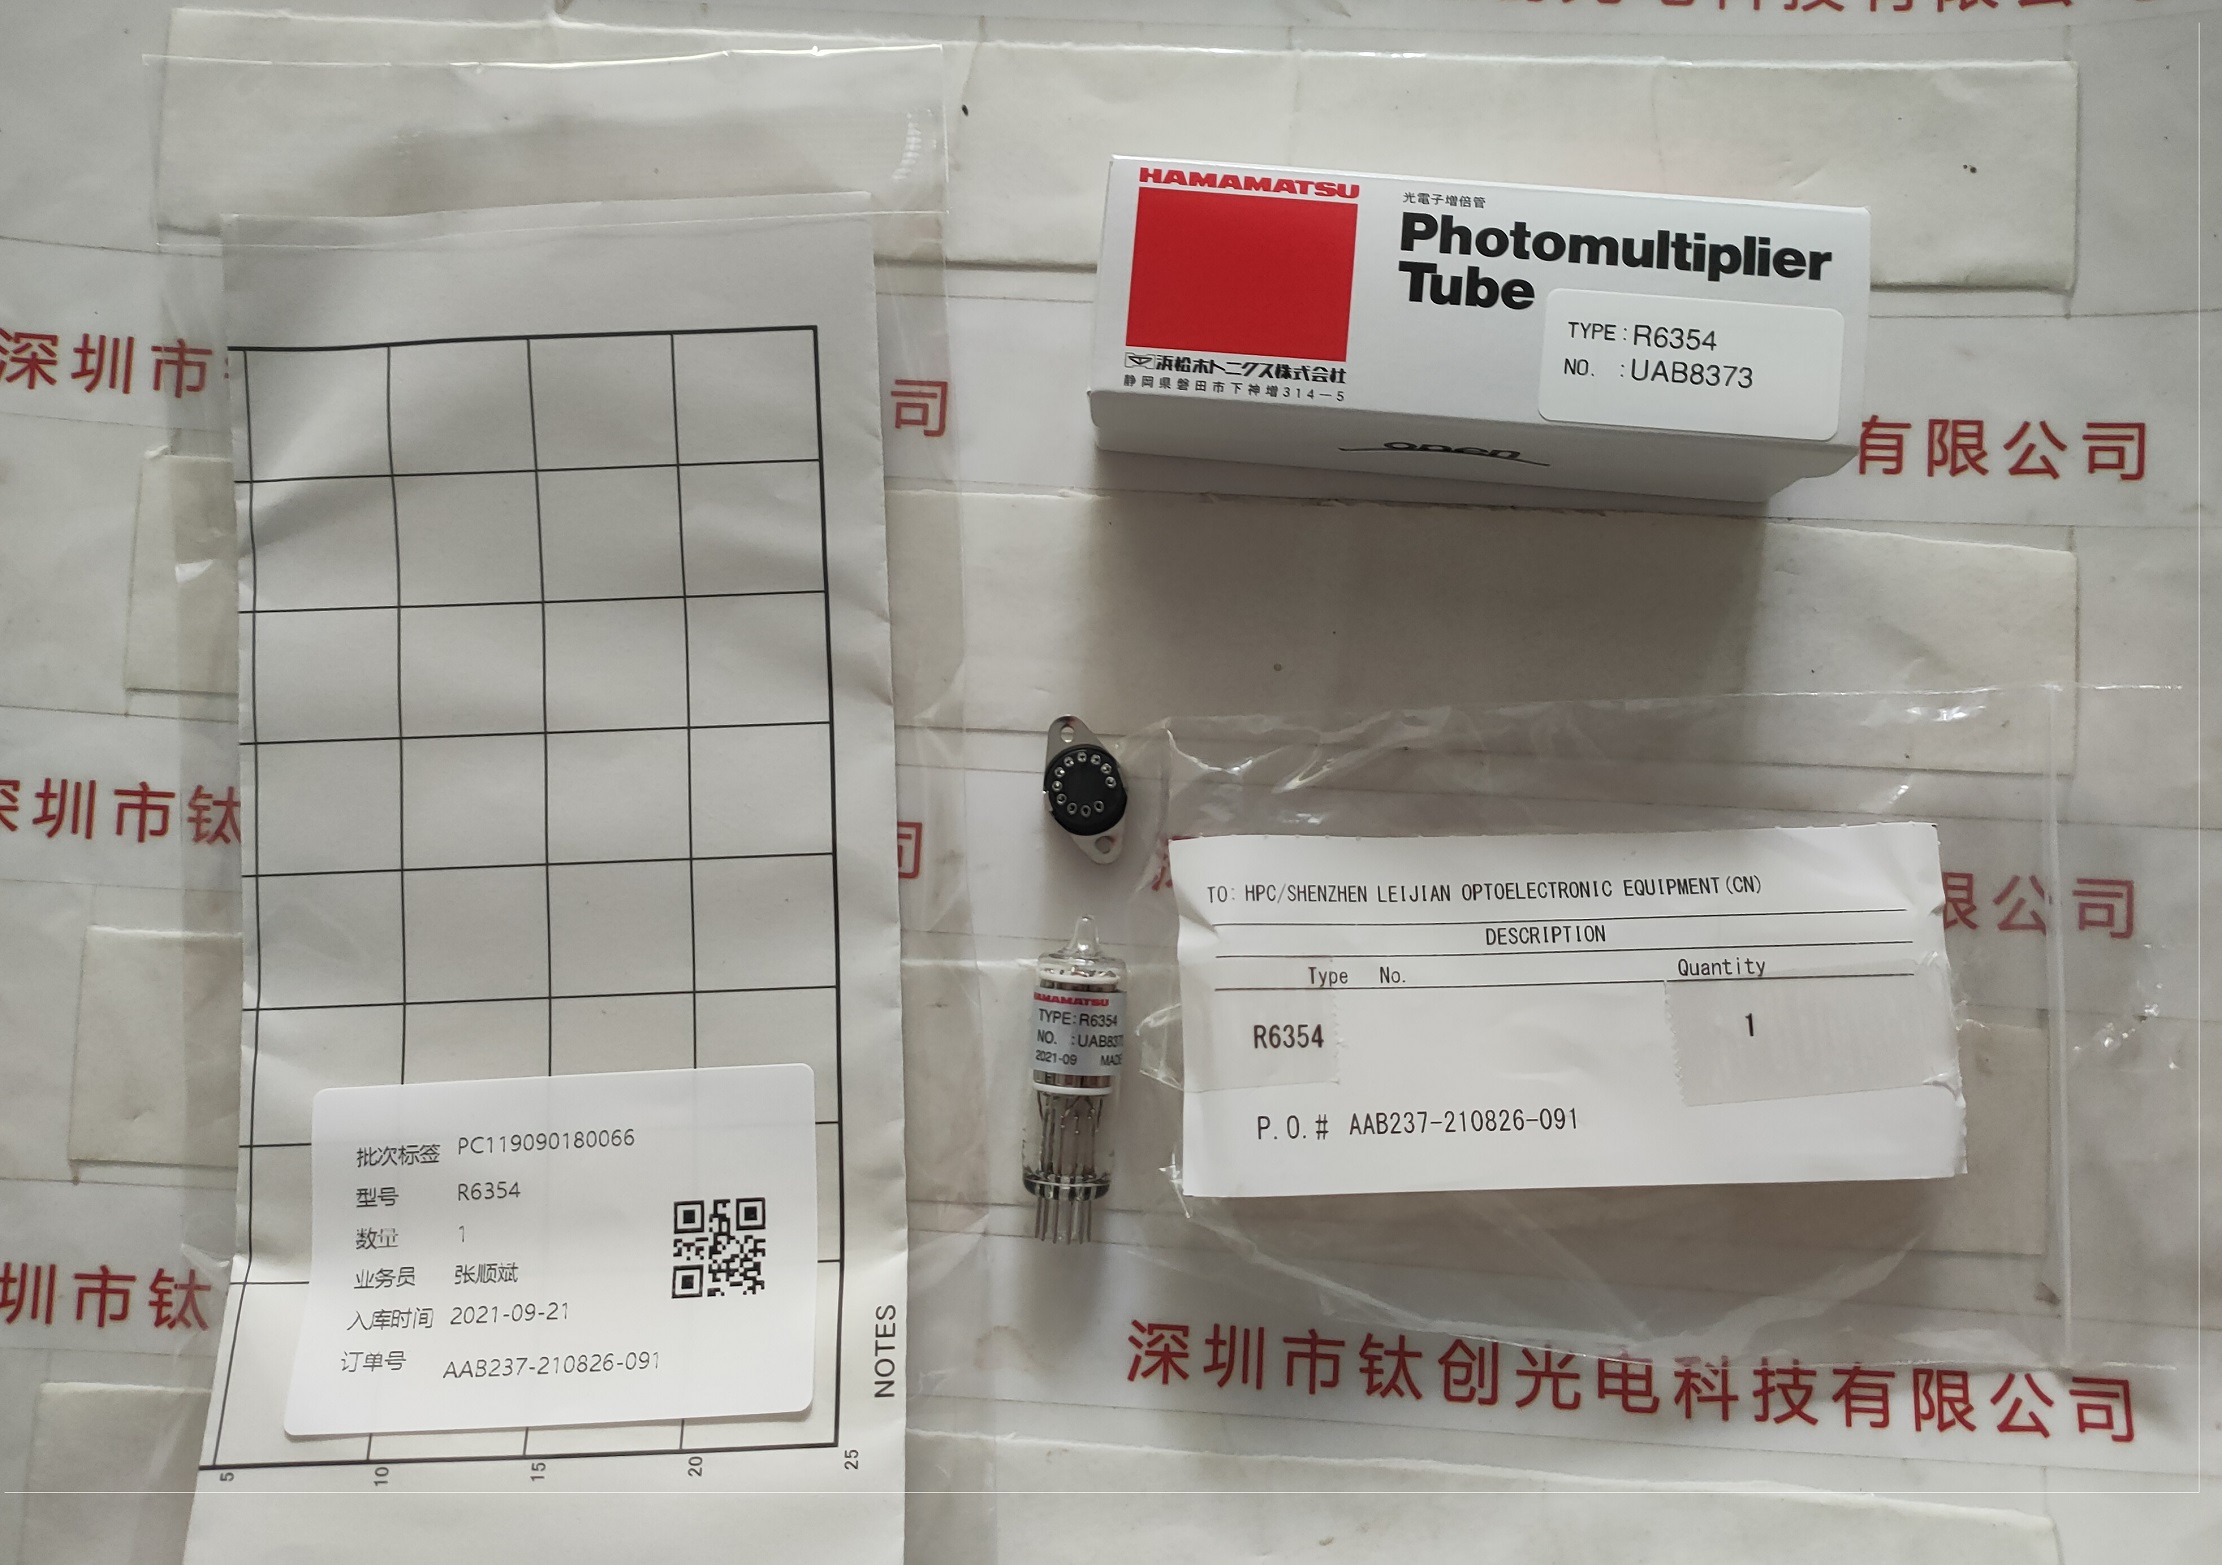 HAMAMATSU
光電子増倍管
Photomultiplier
Tube
TYPE : R6354
NO. : UAB8373
浜松ホトニクス株式会社
静岡県磐田市下神増314-5
open
深圳市
司
有限公司
深圳市钛
司
限公司
TO: HPC/SHENZHEN LEIJIAN OPTOELECTRONIC EQUIPMENT(CN)
DESCRIPTION
Type No. Quantity
R6354 1
P.O.# AAB237-210826-091
HAMAMATSU
TYPE: R6354
NO. : UAB837
2021-09 MADE
批次标签 PC119090180066
型号 R6354
数量 1
业务员 张顺斌
入库时间 2021-09-21
订单号 AAB237-210826-091
NOTES
5 10 15 20 25
圳市钛
深圳市钛创光电科技有限公司